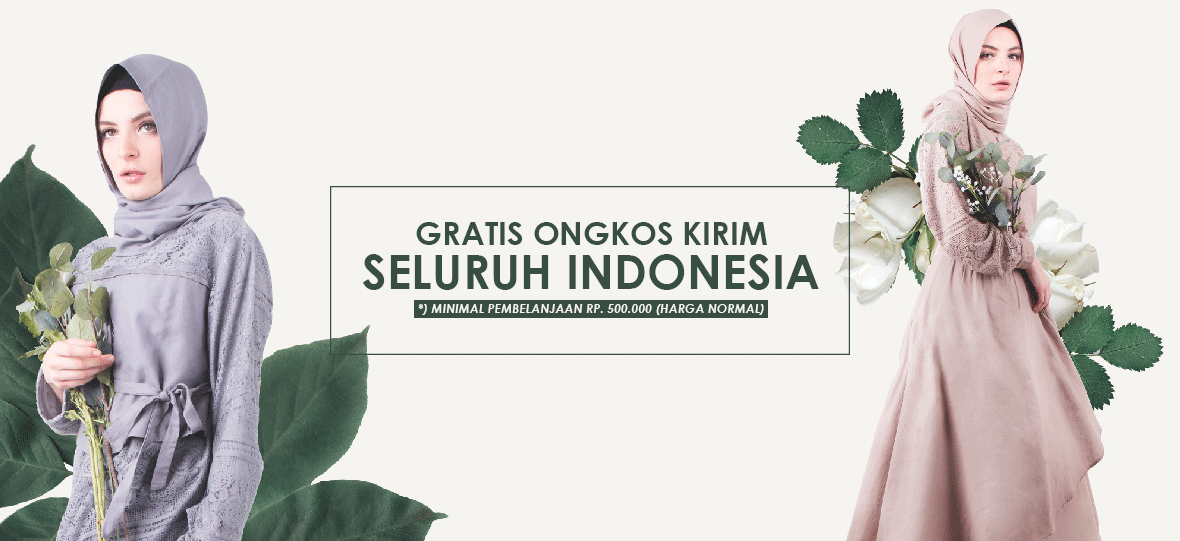 GRATIS ONGKOS KIRIM
SELURUH INDONESIA
*) MINIMAL PEMBELANJAAN RP. 500.000 (HARGA NORMAL)